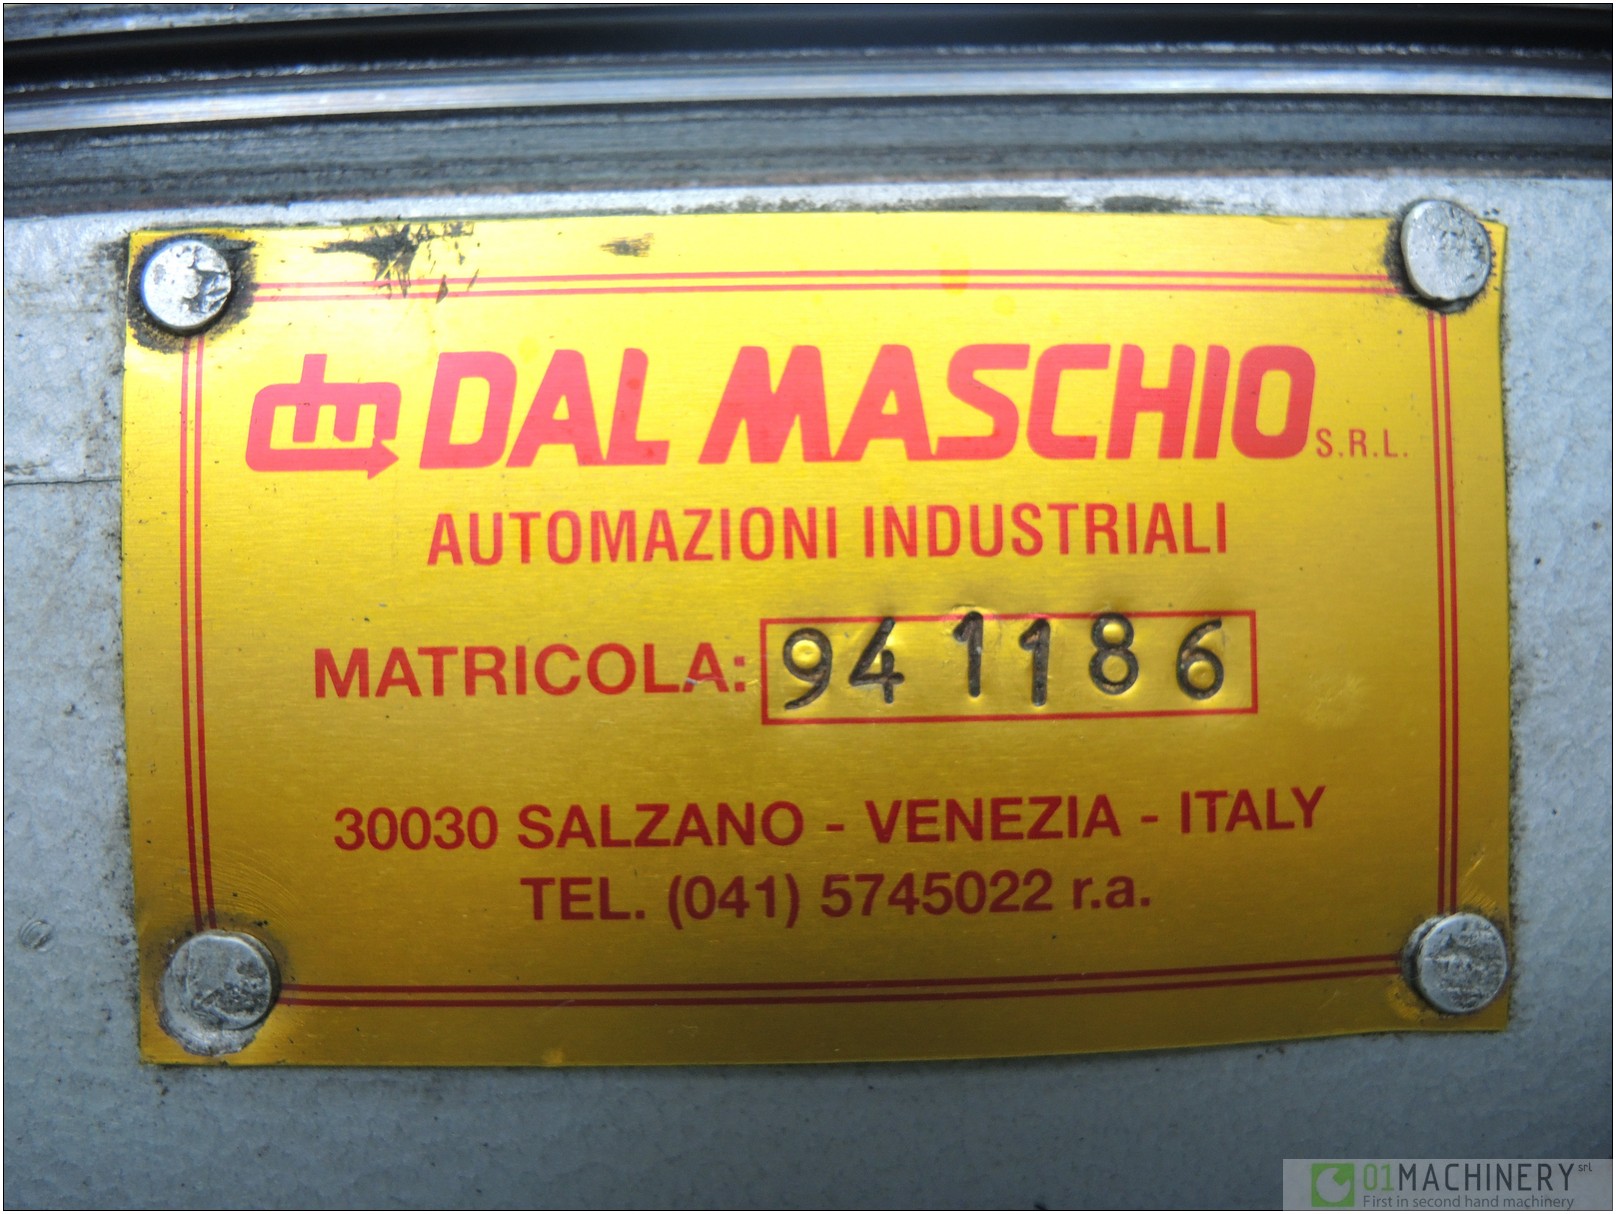 DAL MASCHIO S.R.L.
AUTOMAZIONI INDUSTRIALI
MATRICOLA: 941186
30030 SALZANO - VENEZIA - ITALY
TEL. (041) 5745022 r.a.
01MACHINERY srl
First in second hand machinery